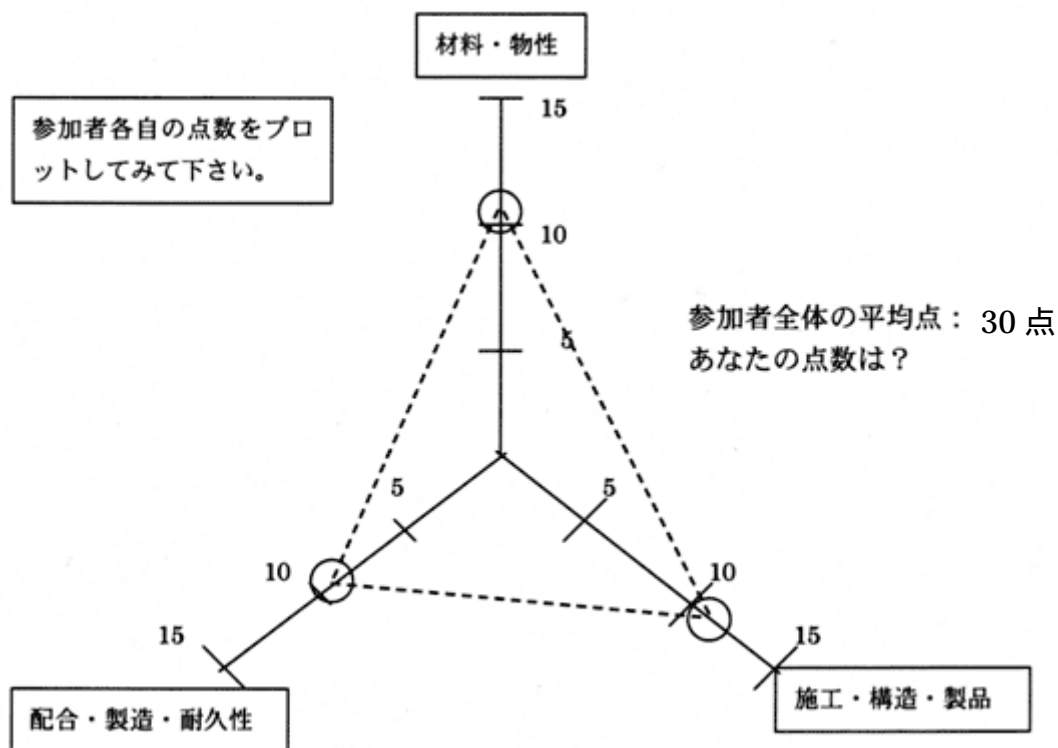 材料・物性
参加者各自の点数をプロ
ットしてみて下さい。
15
10
5
参加者全体の平均点： 30 点
あなたの点数は？
5
5
10
10
15
15
配合・製造・耐久性
施工・構造・製品